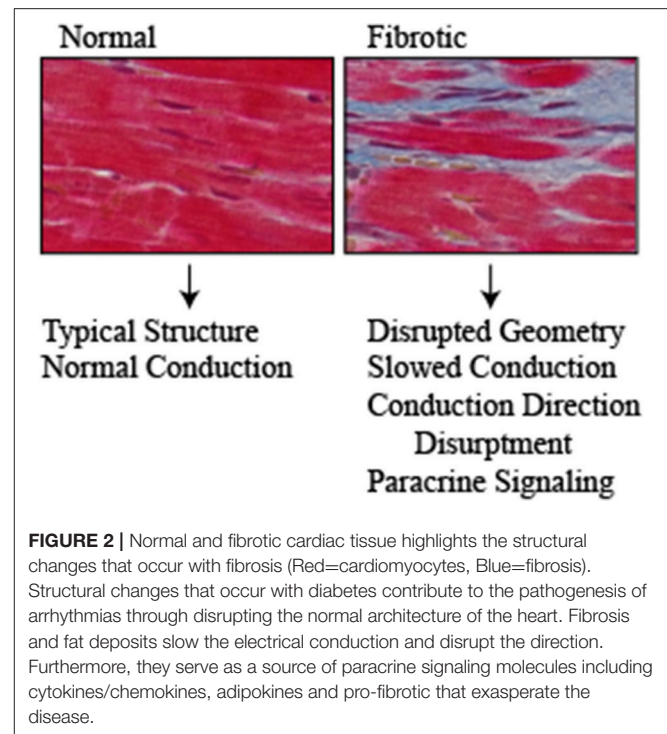 Normal
Fibrotic
Typical Structure
Normal Conduction
Disrupted Geometry
Slowed Conduction
Conduction Direction
Disurptment
Paracrine Signaling
FIGURE 2 | Normal and fibrotic cardiac tissue highlights the structural
changes that occur with fibrosis (Red=cardiomyocytes, Blue=fibrosis).
Structural changes that occur with diabetes contribute to the pathogenesis of
arrhythmias through disrupting the normal architecture of the heart. Fibrosis
and fat deposits slow the electrical conduction and disrupt the direction.
Furthermore, they serve as a source of paracrine signaling molecules including
cytokines/chemokines, adipokines and pro-fibrotic that exasperate the
disease.